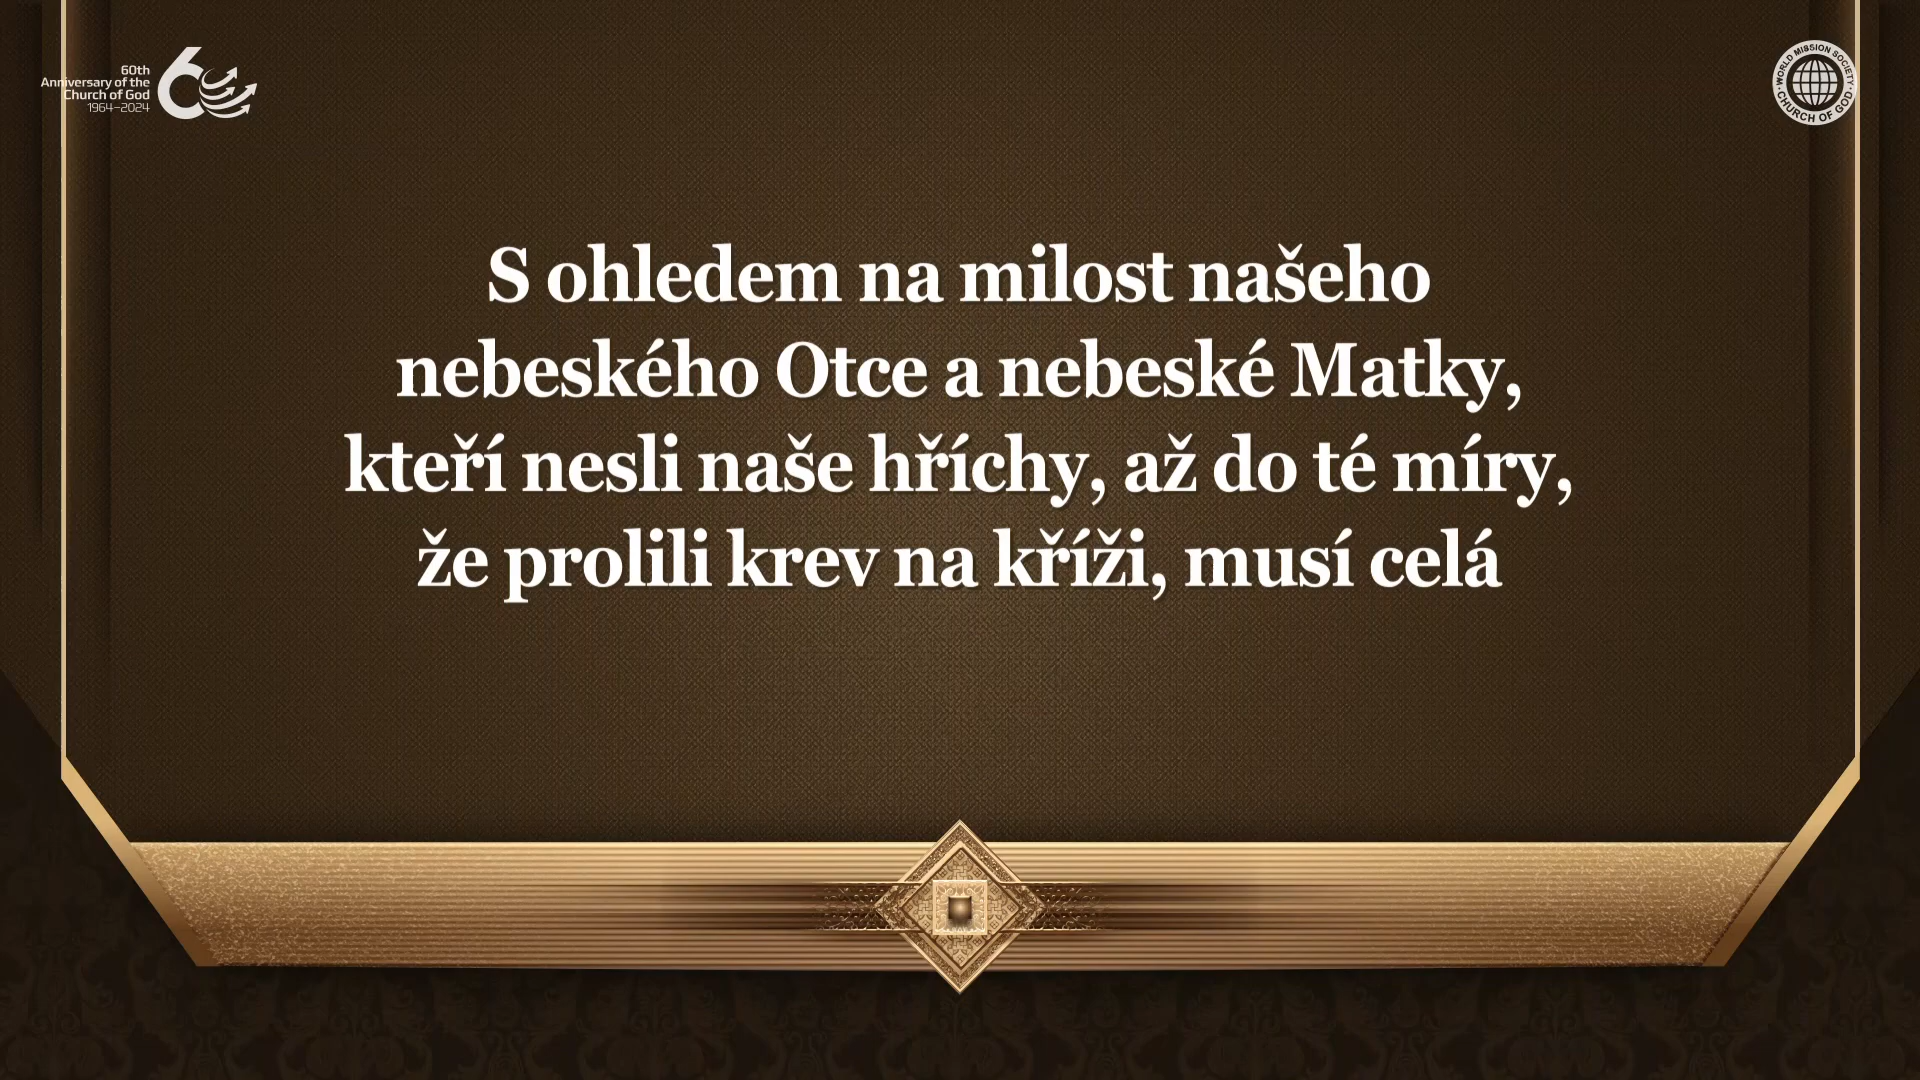 60th
Anniversary of the
Church of God
1964–2024
WORLD MISSION SOCIETY
CHURCH OF GOD
S ohledem na milost našeho
nebeského Otce a nebeské Matky,
kteří nesli naše hříchy, až do té míry,
že prolili krev na kříži, musí celá